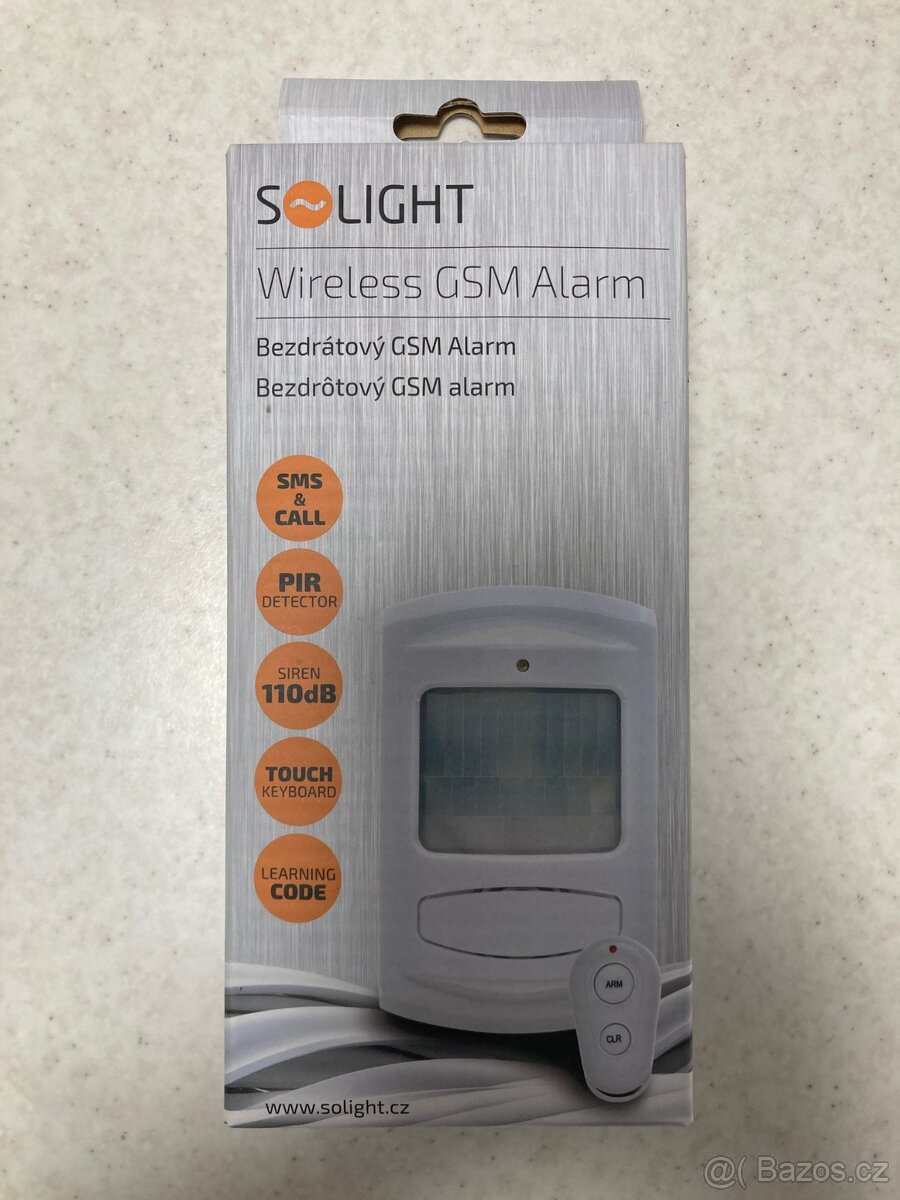 SOLIGHT
Wireless GSM Alarm
Bezdrátový GSM Alarm
Bezdrôtový GSM alarm
SMS
&
CALL
PIR
DETECTOR
SIREN
110dB
TOUCH
KEYBOARD
LEARNING
CODE
ARM
CLR
www.solight.cz
@( Bazos.cz